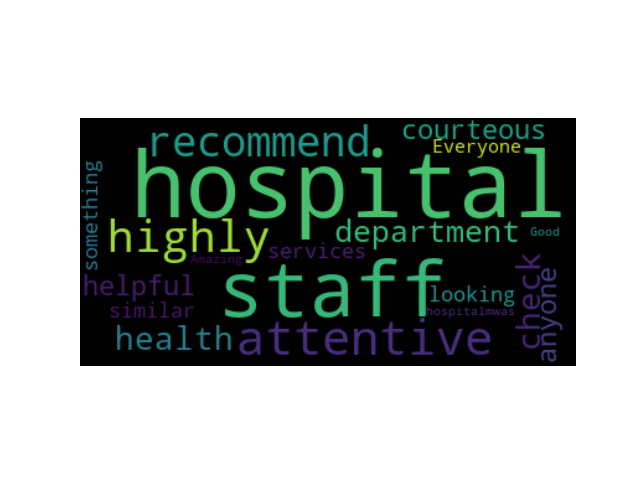 recommend
courteous
Everyone
something
hospital
highly
department
Good
services
Amazing
staff
helpful
looking
check
anyone
similar
hospitalmwas
health
attentive